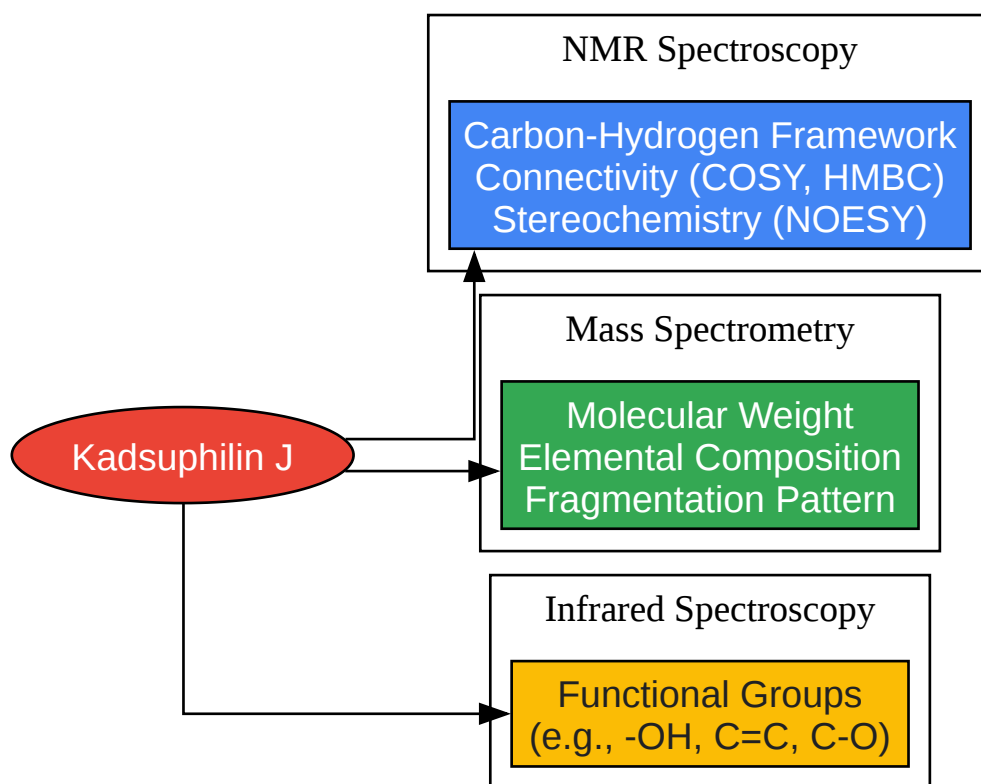 NMR Spectroscopy
Carbon-Hydrogen Framework
Connectivity (COSY, HMBC)
Stereochemistry (NOESY)
Mass Spectrometry
Kadsuphilin J
Molecular Weight
Elemental Composition
Fragmentation Pattern
Infrared Spectroscopy
Functional Groups
(e.g., -OH, C=C, C-O)